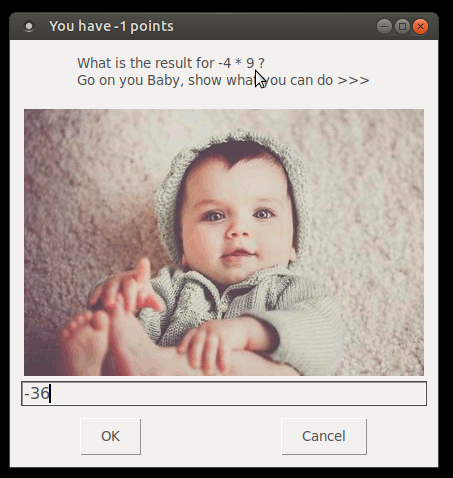 You have -1 points
What is the result for -4 * 9 ?
Go on you Baby, show what you can do >>>
-36
OK
Cancel